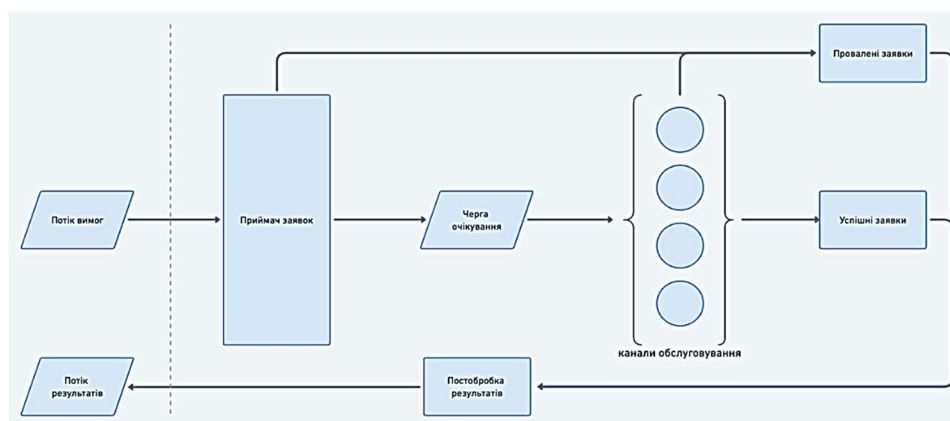 Провалені заявки
Потік вимог
Приймач заявок
Черга
очікування
Успішні заявки
канали обслуговування
Потік
результатів
Постобробка
результатів